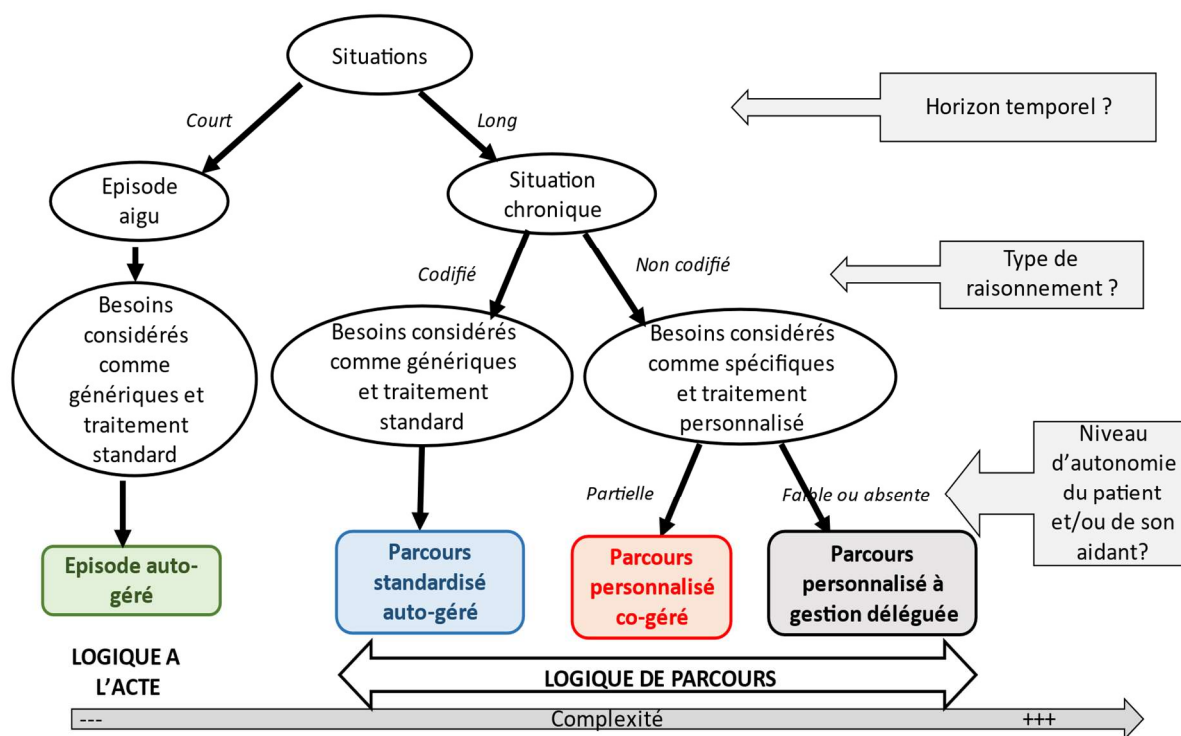 Situations
Horizon temporel ?
Court
Long
Episode
aigu
Situation
chronique
Type de
raisonnement ?
Codifié
Non codifié
Besoins
considérés
comme
génériques et
traitement
standard
Besoins considérés
comme génériques
et traitement
standard
Besoins considérés
comme spécifiques
et traitement
personnalisé
Niveau
d'autonomie
du patient
et/ou de son
aidant?
Partielle
Faible ou absente
Episode auto-
géré
Parcours
standardisé
auto-géré
Parcours
personnalisé
co-géré
Parcours
personnalisé à
gestion déléguée
LOGIQUE A
L'ACTE
LOGIQUE DE PARCOURS
---
Complexité
+++